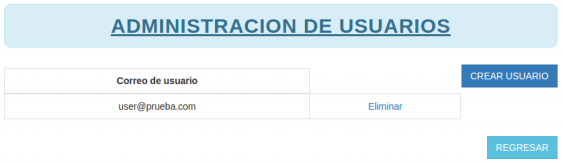 ADMINISTRACION DE USUARIOS
CREAR USUARIO
Correo de usuario
user@prueba.com Eliminar
REGRESAR